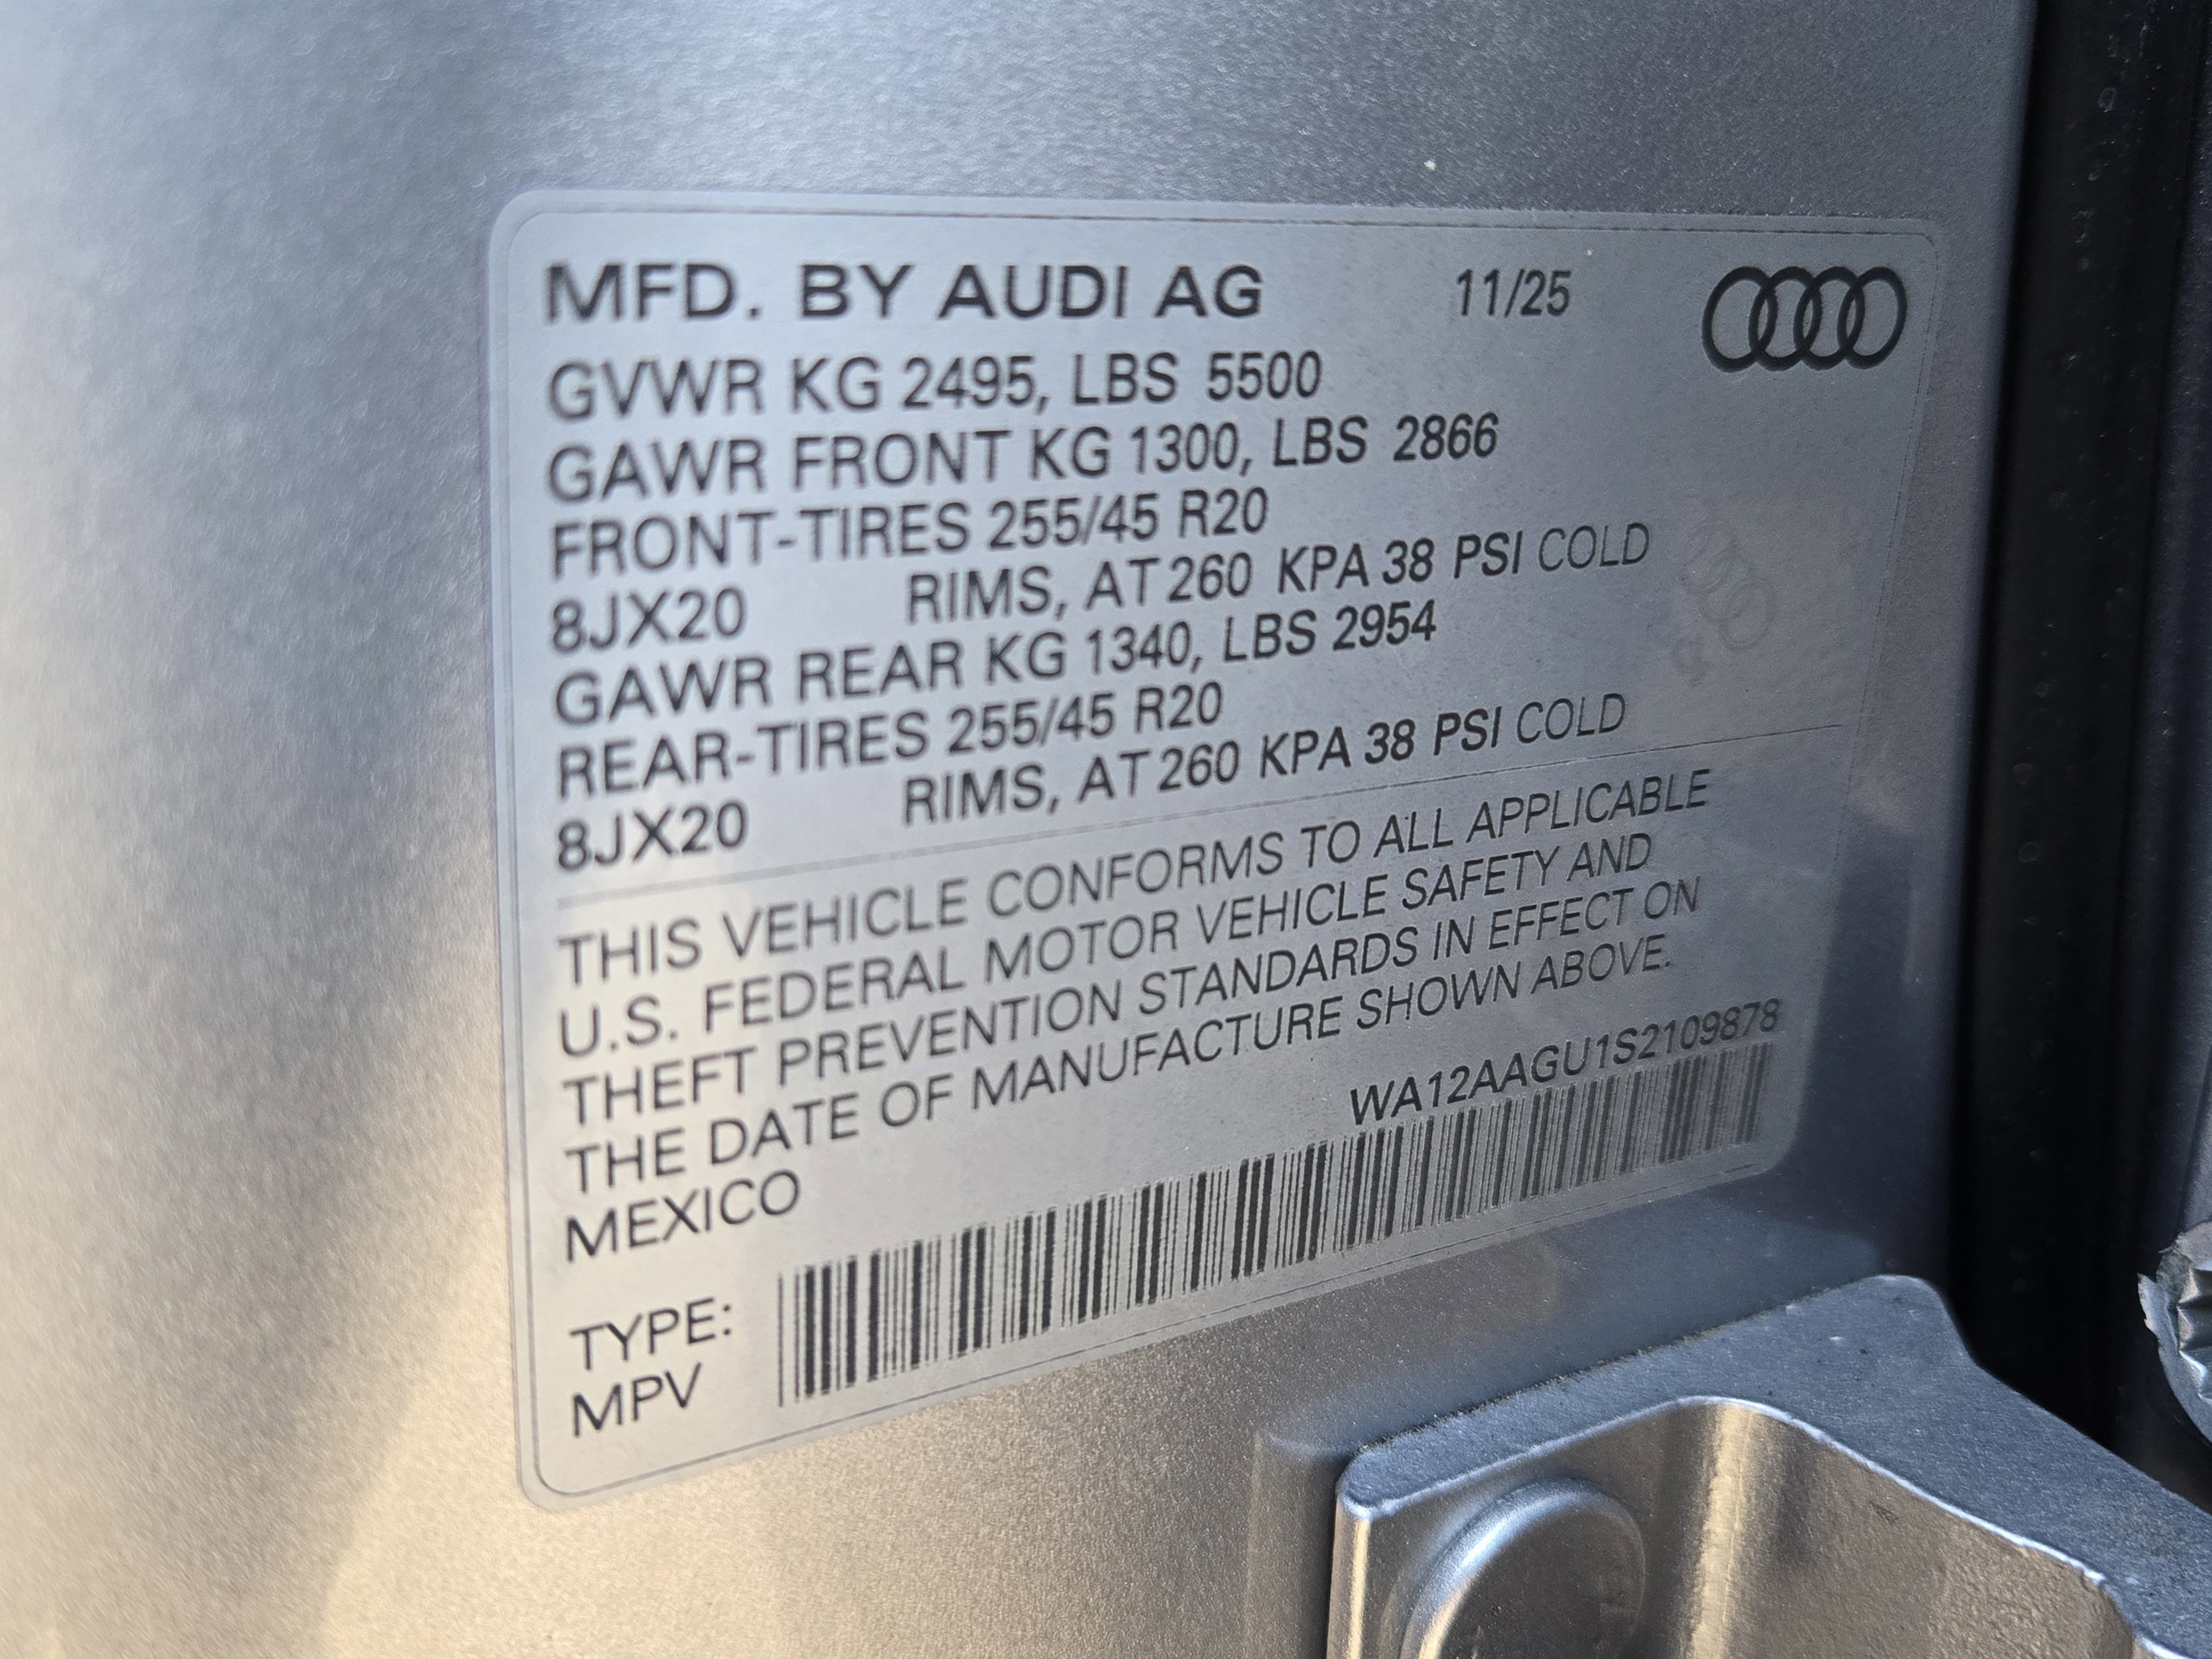 MFD. BY AUDI AG 11/25
GVWR KG 2495, LBS 5500
GAWR FRONT KG 1300, LBS 2866
FRONT-TIRES 255/45 R20
8JX20 RIMS, AT 260 KPA 38 PSI COLD
GAWR REAR KG 1340, LBS 2954
REAR-TIRES 255/45 R20
8JX20 RIMS, AT 260 KPA 38 PSI COLD
THIS VEHICLE CONFORMS TO ALL APPLICABLE
U.S. FEDERAL MOTOR VEHICLE SAFETY AND
THEFT PREVENTION STANDARDS IN EFFECT ON
THE DATE OF MANUFACTURE SHOWN ABOVE.
MEXICO
WA12AAGU1S2109878
TYPE:
MPV